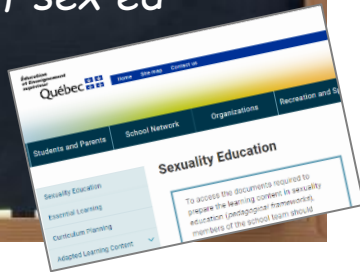 sex ed
Éducation
et Enseignement
supérieur
Québec
Home Site map Contact us
Students and Parents School Network Organizations Recreation and Sp
Sexuality Education
Essential Learning
Curriculum Planning
Adapted Learning Content
Sexuality Education
To access the documents required to
prepare the learning content in sexuality
education (pedagogical frameworks),
members of the school team should